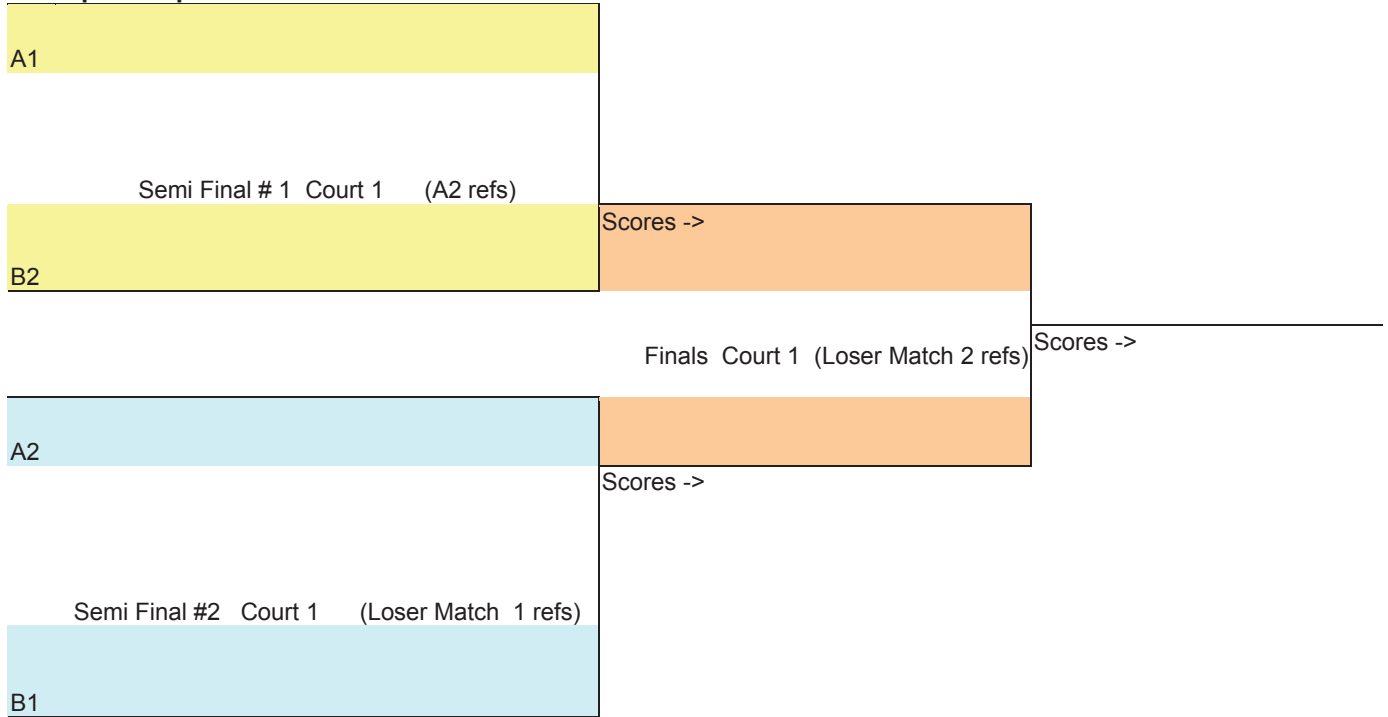 A1
Semi Final # 1 Court 1 (A2 refs)
Scores ->
B2
Finals Court 1 (Loser Match 2 refs)
Scores ->
A2
Scores ->
Semi Final #2 Court 1 (Loser Match 1 refs)
B1